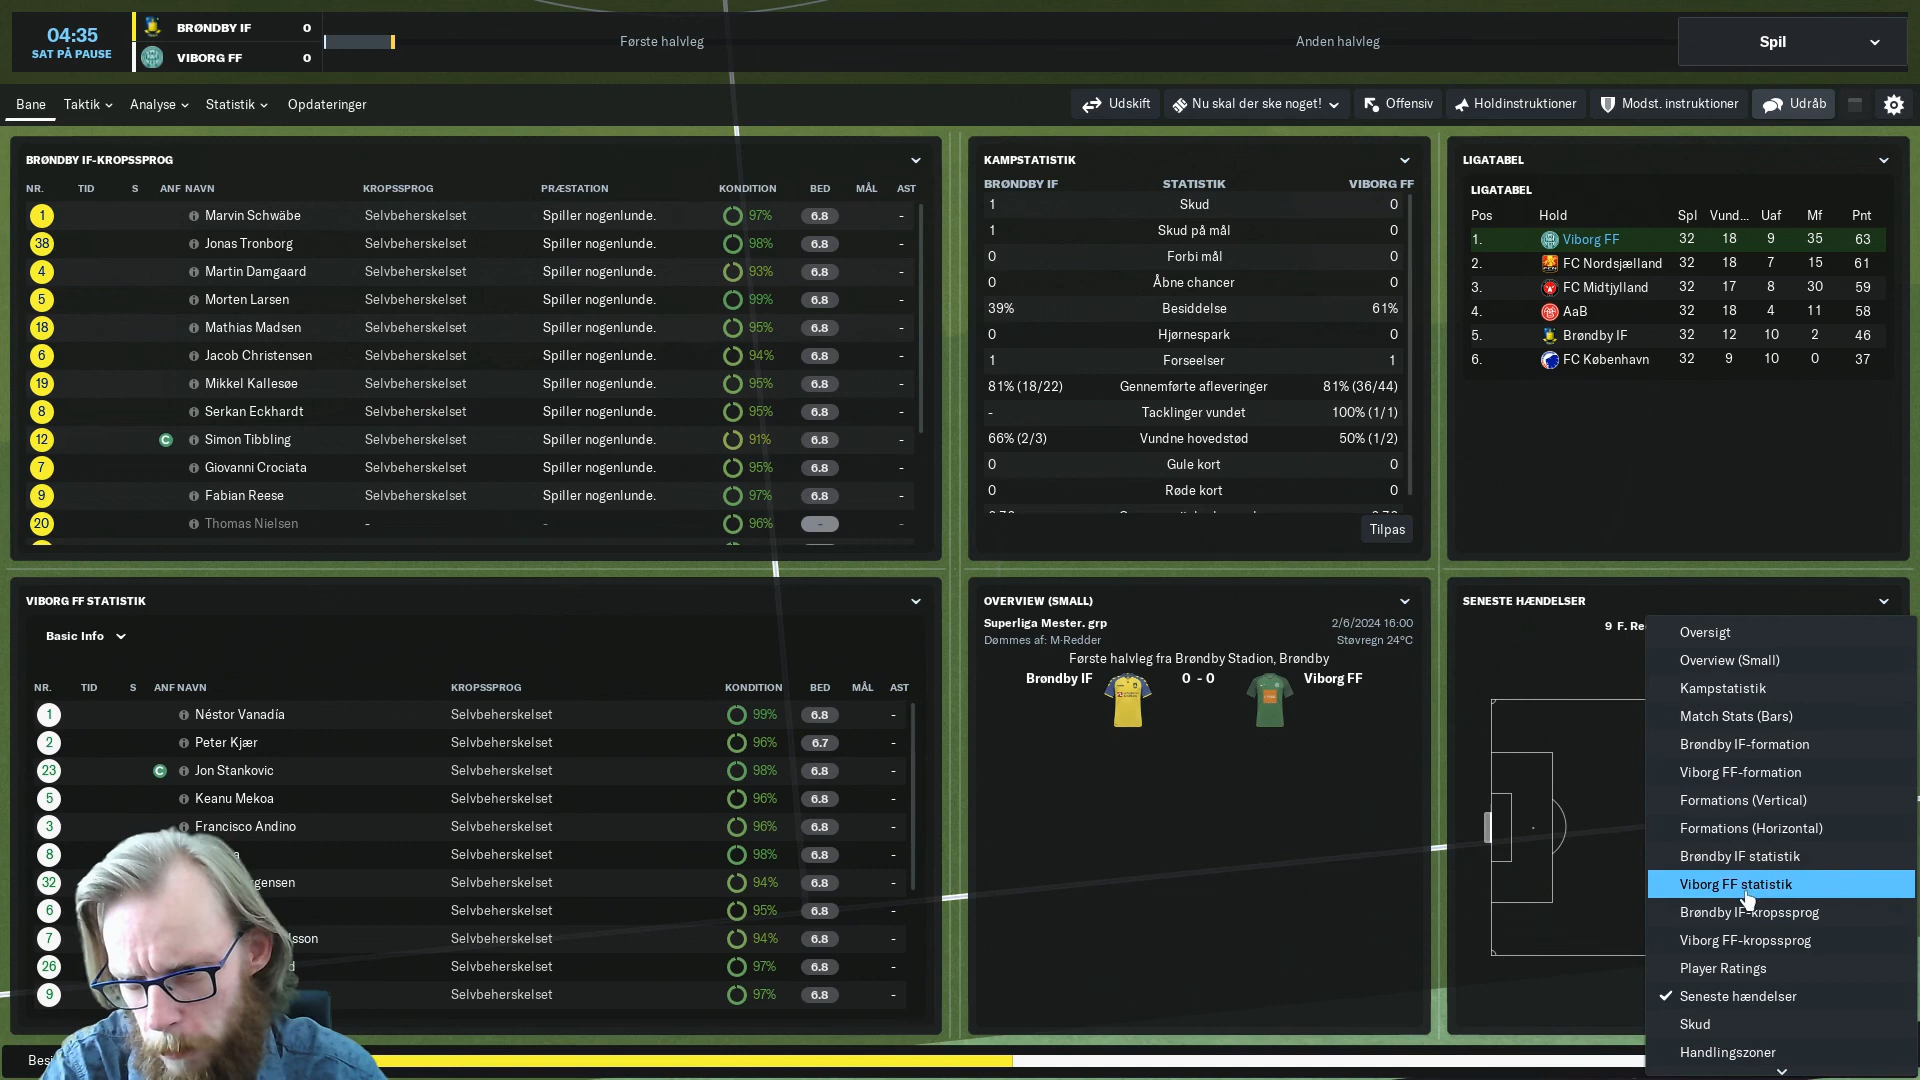 04:35
SAT PÅ PAUSE
BRØNDBY IF 0
VIBORG FF 0
Første halvleg
Anden halvleg
Spil
Bane Taktik Analyse Statistik Opdateringer
Udskift Nu skal der ske noget! Offensiv Holdinstruktioner Modst. instruktioner Udråb
BRØNDBY IF-KROPSSPROG
NR. TID S ANF NAVN KROPSSPROG PRÆSTATION KONDITION BED MÅL AST
1 Marvin Schwäbe Selvbeherskelset Spiller nogenlunde. 97% 6.8 -
38 Jonas Tronborg Selvbeherskelset Spiller nogenlunde. 98% 6.8 -
4 Martin Damgaard Selvbeherskelset Spiller nogenlunde. 93% 6.8 -
5 Morten Larsen Selvbeherskelset Spiller nogenlunde. 99% 6.8 -
18 Mathias Madsen Selvbeherskelset Spiller nogenlunde. 95% 6.8 -
6 Jacob Christensen Selvbeherskelset Spiller nogenlunde. 94% 6.8 -
19 Mikkel Kallesøe Selvbeherskelset Spiller nogenlunde. 95% 6.8 -
8 Serkan Eckhardt Selvbeherskelset Spiller nogenlunde. 95% 6.8 -
12 C Simon Tibbling Selvbeherskelset Spiller nogenlunde. 91% 6.8 -
7 Giovanni Crociata Selvbeherskelset Spiller nogenlunde. 95% 6.8 -
9 Fabian Reese Selvbeherskelset Spiller nogenlunde. 97% 6.8 -
20 Thomas Nielsen - - 96% - -
KAMPSTATISTIK
BRØNDBY IF STATISTIK VIBORG FF
1 Skud 0
1 Skud på mål 0
0 Forbi mål 0
0 Åbne chancer 0
39% Besiddelse 61%
0 Hjørnespark 0
1 Forseelser 1
81% (18/22) Gennemførte afleveringer 81% (36/44)
- Tacklinger vundet 100% (1/1)
66% (2/3) Vundne hovedstød 50% (1/2)
0 Gule kort 0
0 Røde kort 0
Tilpas
LIGATABEL
LIGATABEL
Pos Hold Spl Vund... Uaf Mf Pnt
1. Viborg FF 32 18 9 35 63
2. FC Nordsjælland 32 18 7 15 61
3. FC Midtjylland 32 17 8 30 59
4. AaB 32 18 4 11 58
5. Brøndby IF 32 12 10 2 46
6. FC København 32 9 10 0 37
VIBORG FF STATISTIK
Basic Info
NR. TID S ANF NAVN KROPSSPROG KONDITION BED MÅL AST
1 Néstor Vanadía Selvbeherskelset 99% 6.8 -
2 Peter Kjær Selvbeherskelset 96% 6.7 -
23 C Jon Stankovic Selvbeherskelset 98% 6.8 -
5 Keanu Mekoa Selvbeherskelset 96% 6.8 -
3 Francisco Andino Selvbeherskelset 96% 6.8 -
8 Selvbeherskelset 98% 6.8 -
32 Selvbeherskelset 94% 6.8 -
6 Selvbeherskelset 95% 6.8 -
7 Selvbeherskelset 94% 6.8 -
26 Selvbeherskelset 97% 6.8 -
9 Selvbeherskelset 97% 6.8 -
OVERVIEW (SMALL)
Superliga Mester. grp 2/6/2024 16:00
Dømmes af: M·Redder Støvregn 24°C
Første halvleg fra Brøndby Stadion, Brøndby
Brøndby IF 0 - 0 Viborg FF
SENESTE HÆNDELSER
9 F. Re
Oversigt
Overview (Small)
Kampstatistik
Match Stats (Bars)
Brøndby IF-formation
Viborg FF-formation
Formations (Vertical)
Formations (Horizontal)
Brøndby IF statistik
Viborg FF statistik
Brøndby IF-kropssprog
Viborg FF-kropssprog
Player Ratings
Seneste hændelser
Skud
Handlingszoner
Besi